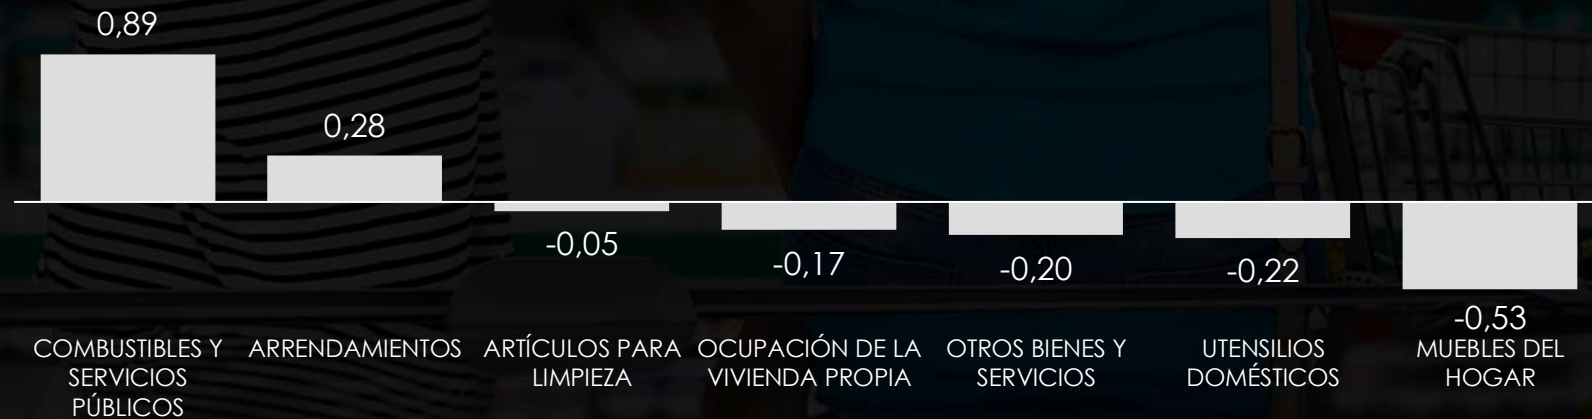 0,89
0,28
-0,05
-0,17
-0,20
-0,22
-0,53
COMBUSTIBLES Y
SERVICIOS
PÚBLICOS
ARRENDAMIENTOS
ARTÍCULOS PARA
LIMPIEZA
OCUPACIÓN DE LA
VIVIENDA PROPIA
OTROS BIENES Y
SERVICIOS
UTENSILIOS
DOMÉSTICOS
MUEBLES DEL
HOGAR